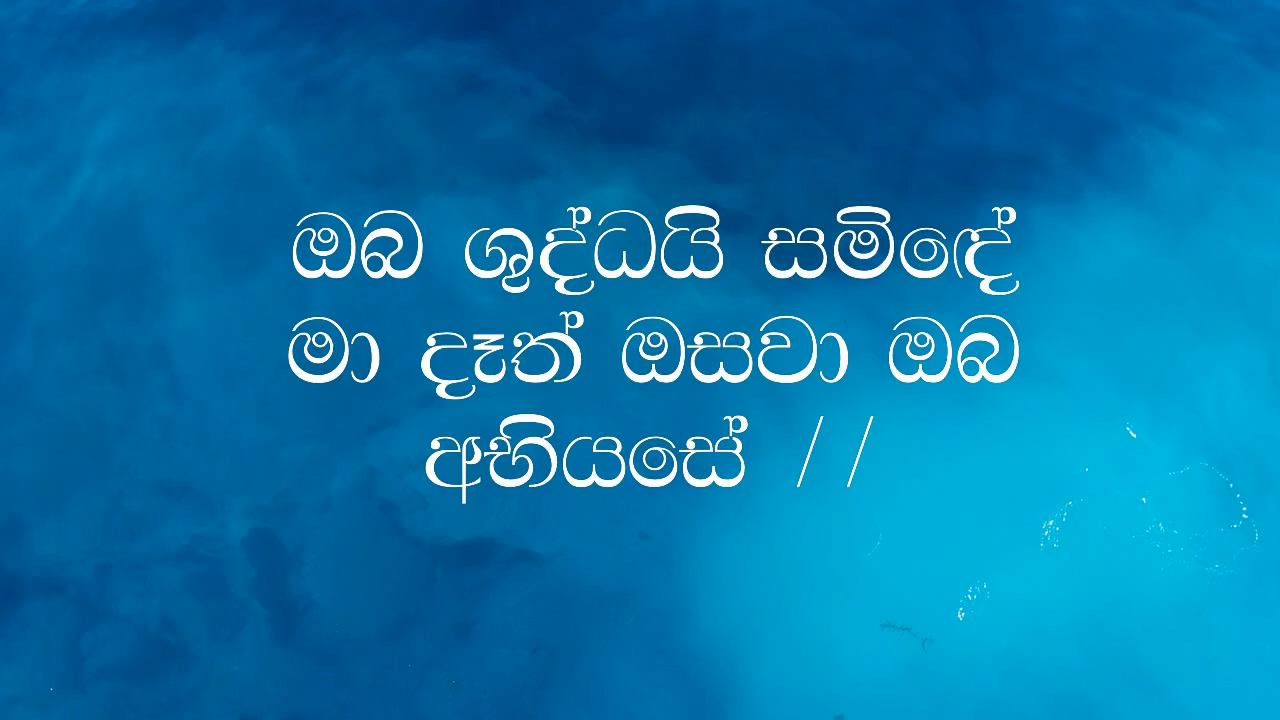 ඔබ ශුද්ධයි සමිඳේ
මා දෑත් ඔසවා ඔබ
අභියසේ //